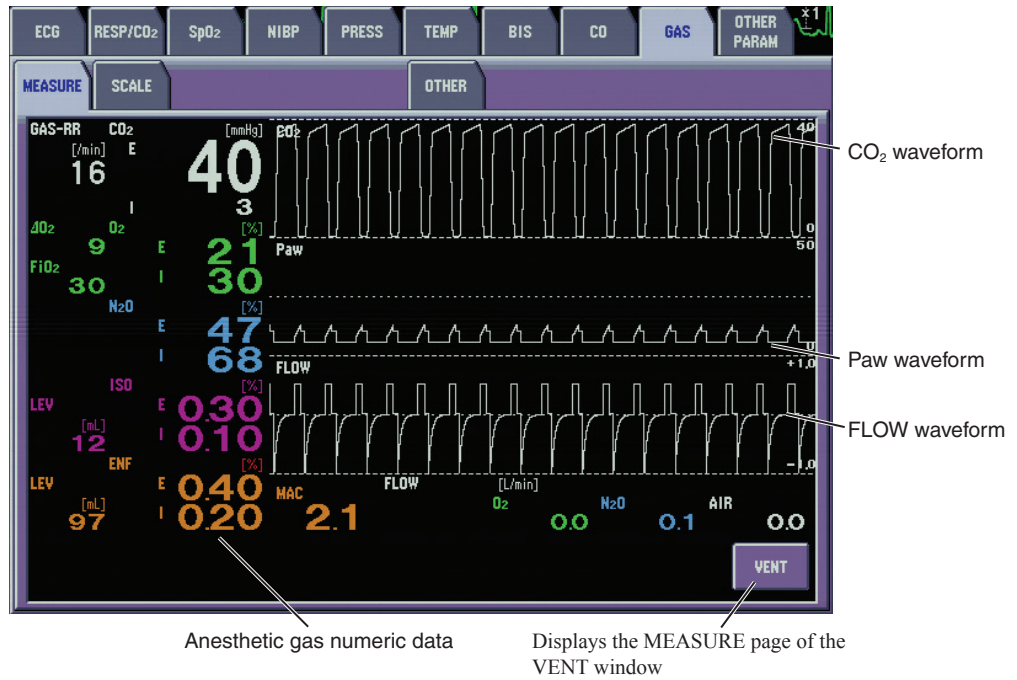 ECG RESP/CO₂ SpO₂ NIBP PRESS TEMP BIS CO GAS OTHER PARAM x1
MEASURE SCALE OTHER
GAS-RR CO₂ [mmHg] CO₂ 40
[/min] E 40
16
I 3
0
ΔO₂ O₂ [%] 50
9 E 21 Paw
FiO₂
30 I 30
N₂O [%]
E 47
0
I 68 FLOW +1.0
ISO [%]
LEV E 0.30
[mL]
12 I 0.10
-1.0
ENF [%]
LEV E 0.40 MAC FLOW [L/min]
[mL] O₂ N₂O AIR
97 I 0.20 2.1 0.0 0.1 0.0
VENT
CO₂ waveform
Paw waveform
FLOW waveform
Anesthetic gas numeric data
Displays the MEASURE page of the
VENT window